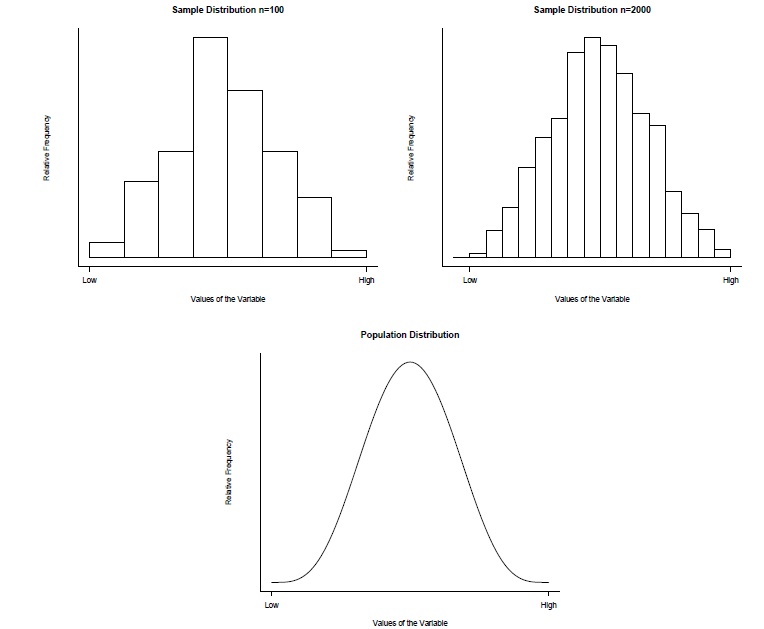 Sample Distribution n=100
Relative Frequency
Low
High
Values of the Variable
Sample Distribution n=2000
Relative Frequency
Low
High
Values of the Variable
Population Distribution
Relative Frequency
Low
High
Values of the Variable